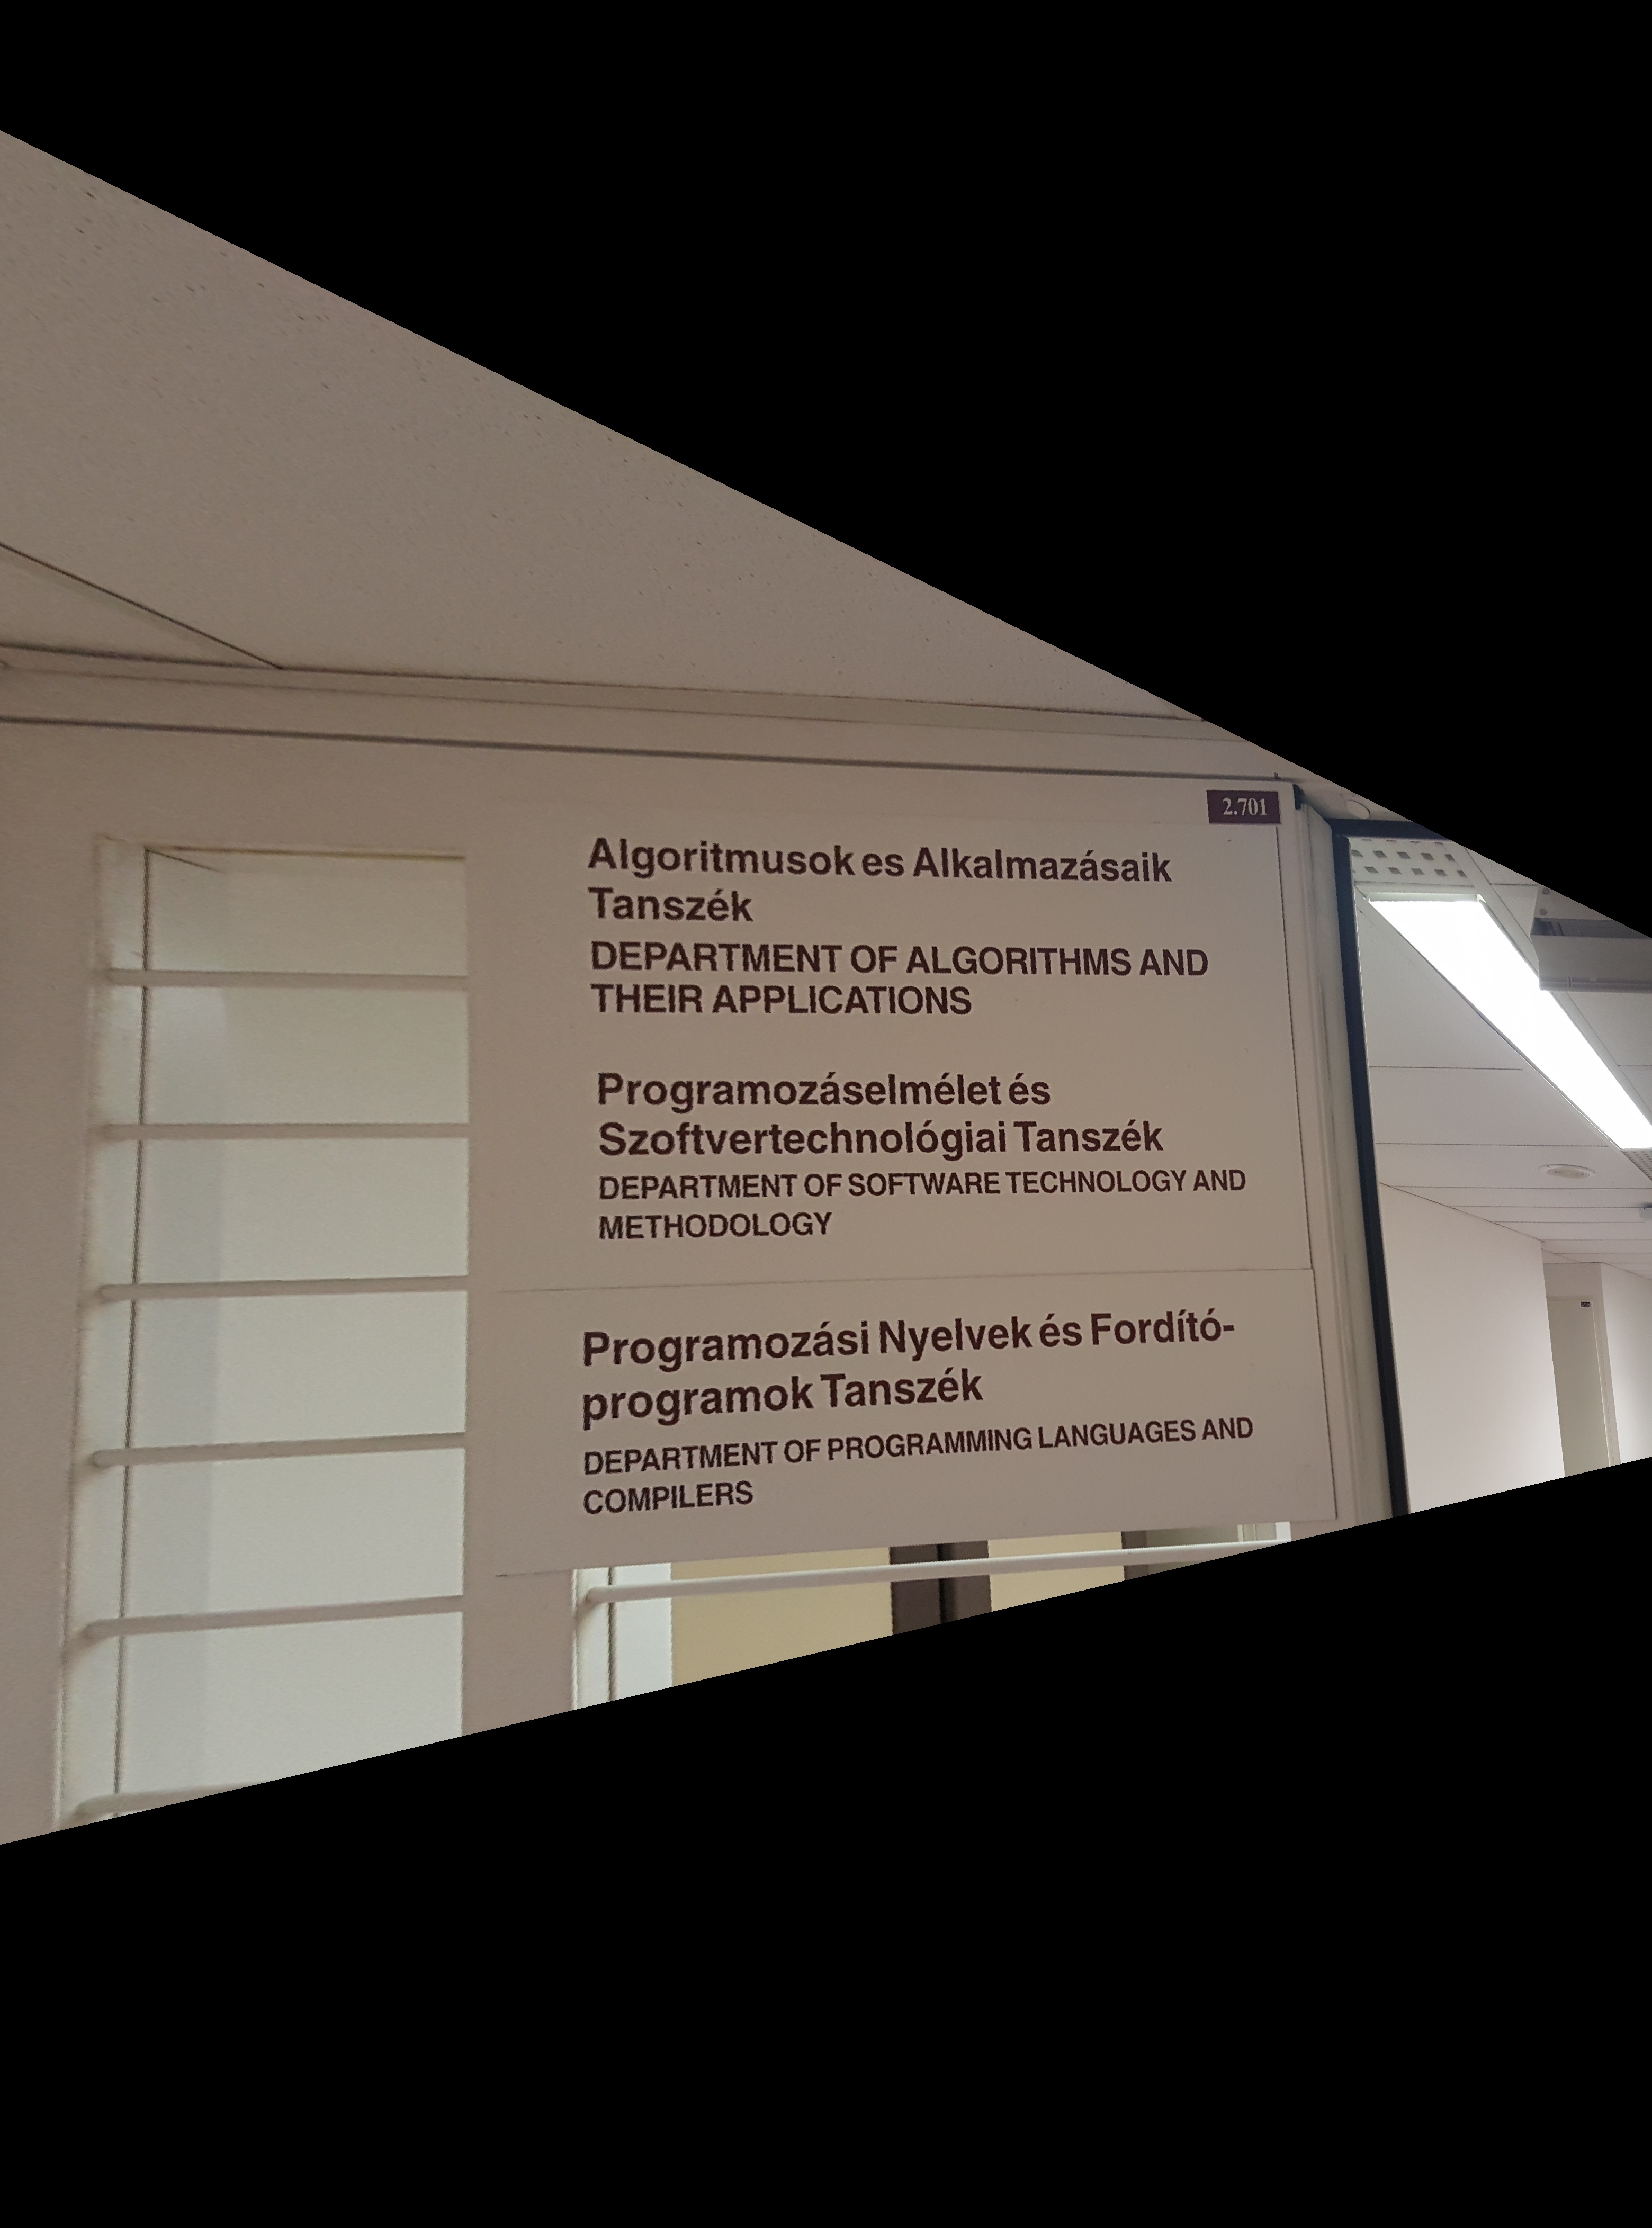 2.701
Algoritmusok es Alkalmazásaik
Tanszék
DEPARTMENT OF ALGORITHMS AND
THEIR APPLICATIONS
Programozáselmélet és
Szoftvertechnológiai Tanszék
DEPARTMENT OF SOFTWARE TECHNOLOGY AND
METHODOLOGY
Programozási Nyelvek és Fordító-
programok Tanszék
DEPARTMENT OF PROGRAMMING LANGUAGES AND
COMPILERS